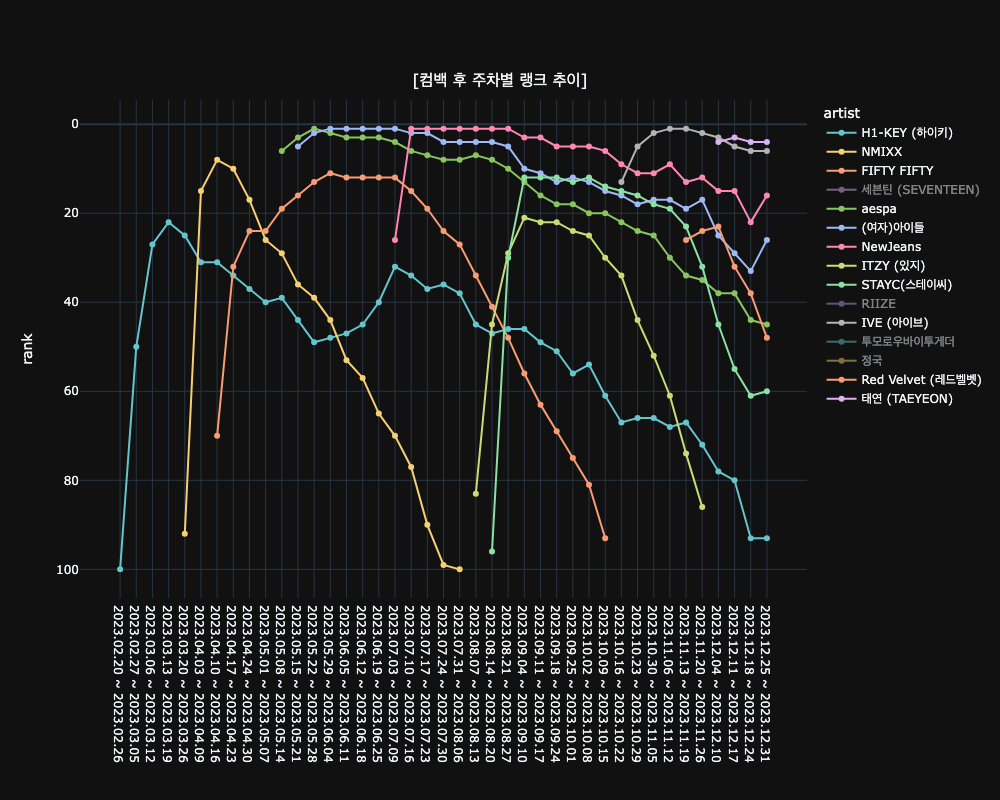 [컴백 후 주차별 랭크 추이]
artist
H1-KEY (하이키)
NMIXX
FIFTY FIFTY
세븐틴 (SEVENTEEN)
aespa
(여자)아이들
NewJeans
ITZY (있지)
STAYC(스테이씨)
RIIZE
IVE (아이브)
투모로우바이투게더
정국
Red Velvet (레드벨벳)
태연 (TAEYEON)
rank
0
20
40
60
80
100
2023.02.20 ~ 2023.02.26
2023.02.27 ~ 2023.03.05
2023.03.06 ~ 2023.03.12
2023.03.13 ~ 2023.03.19
2023.03.20 ~ 2023.03.26
2023.04.03 ~ 2023.04.09
2023.04.10 ~ 2023.04.16
2023.04.17 ~ 2023.04.23
2023.04.24 ~ 2023.04.30
2023.05.01 ~ 2023.05.07
2023.05.08 ~ 2023.05.14
2023.05.15 ~ 2023.05.21
2023.05.22 ~ 2023.05.28
2023.05.29 ~ 2023.06.04
2023.06.05 ~ 2023.06.11
2023.06.12 ~ 2023.06.18
2023.06.19 ~ 2023.06.25
2023.07.03 ~ 2023.07.09
2023.07.10 ~ 2023.07.16
2023.07.17 ~ 2023.07.23
2023.07.24 ~ 2023.07.30
2023.07.31 ~ 2023.08.06
2023.08.07 ~ 2023.08.13
2023.08.14 ~ 2023.08.20
2023.08.21 ~ 2023.08.27
2023.09.04 ~ 2023.09.10
2023.09.11 ~ 2023.09.17
2023.09.18 ~ 2023.09.24
2023.09.25 ~ 2023.10.01
2023.10.02 ~ 2023.10.08
2023.10.09 ~ 2023.10.15
2023.10.16 ~ 2023.10.22
2023.10.23 ~ 2023.10.29
2023.10.30 ~ 2023.11.05
2023.11.06 ~ 2023.11.12
2023.11.13 ~ 2023.11.19
2023.11.20 ~ 2023.11.26
2023.12.04 ~ 2023.12.10
2023.12.11 ~ 2023.12.17
2023.12.18 ~ 2023.12.24
2023.12.25 ~ 2023.12.31